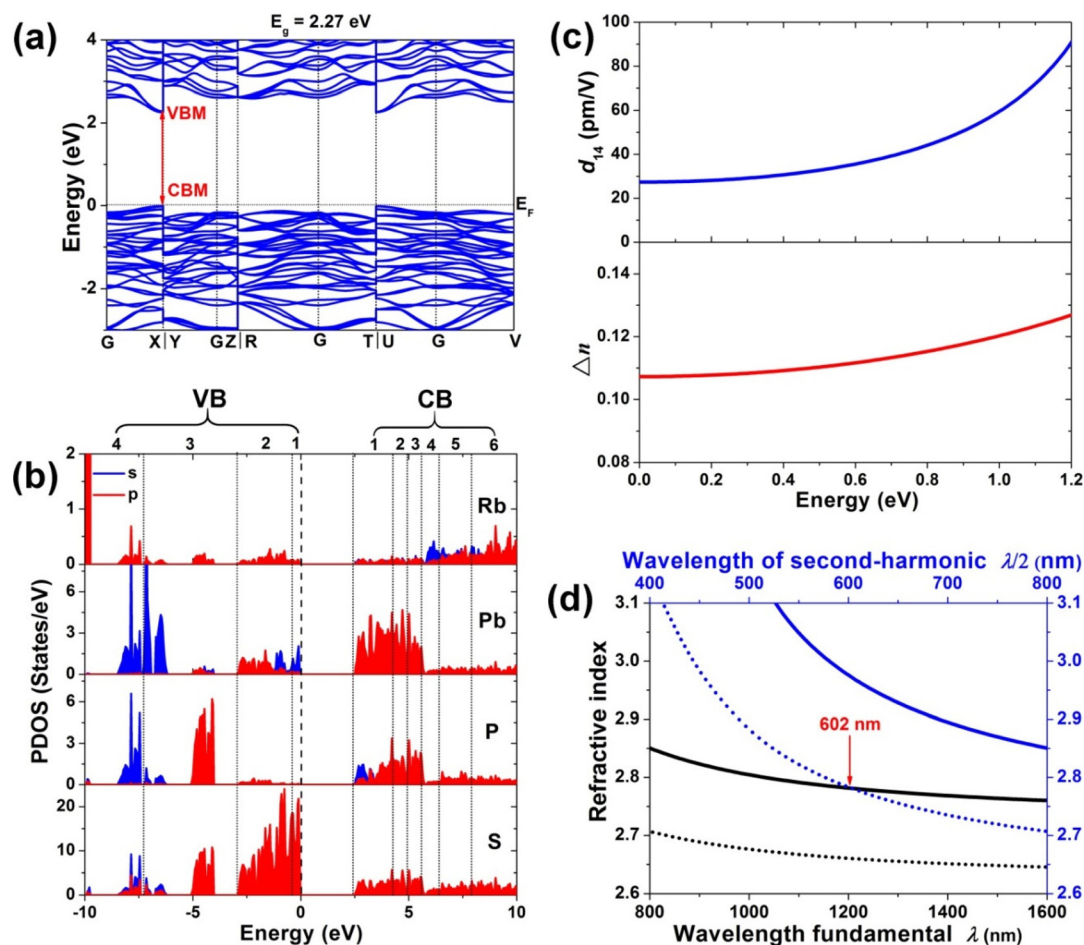 (a)
E_g = 2.27 eV
4
2
0
-2
Energy (eV)
VBM
CBM
E_F
G X|Y GZ|R G T|U G V
(b)
VB CB
4 3 2 1 1 2 3 4 5 6
s
p
2
1
0
Rb
6
3
0
Pb
6
3
0
P
20
10
0
S
PDOS (States/eV)
-10 -5 0 5 10
Energy (eV)
(c)
100
80
60
40
20
0
d₁₄ (pm/V)
0.14
0.12
0.10
0.08
△n
0.0 0.2 0.4 0.6 0.8 1.0 1.2
Energy (eV)
(d)
Wavelength of second-harmonic λ/2 (nm)
400 500 600 700 800
3.1 3.1
3.0 3.0
2.9 2.9
2.8 2.8
2.7 2.7
2.6 2.6
Refractive index
602 nm
800 1000 1200 1400 1600
Wavelength fundamental λ (nm)